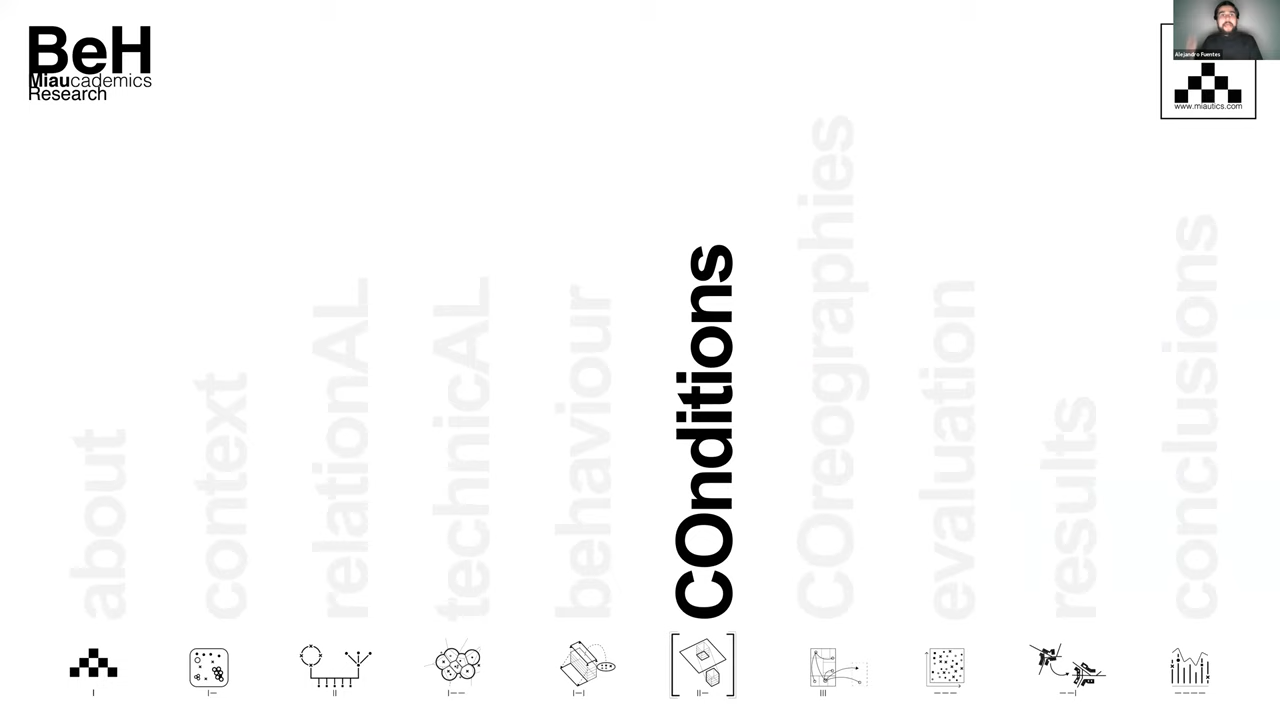 BeH
Miaucademics
Research
Alejandro Fuentes
www.miautics.com
about
context
relationAL
technicAL
behaviour
COnditions
COreographies
evaluation
results
conclusions